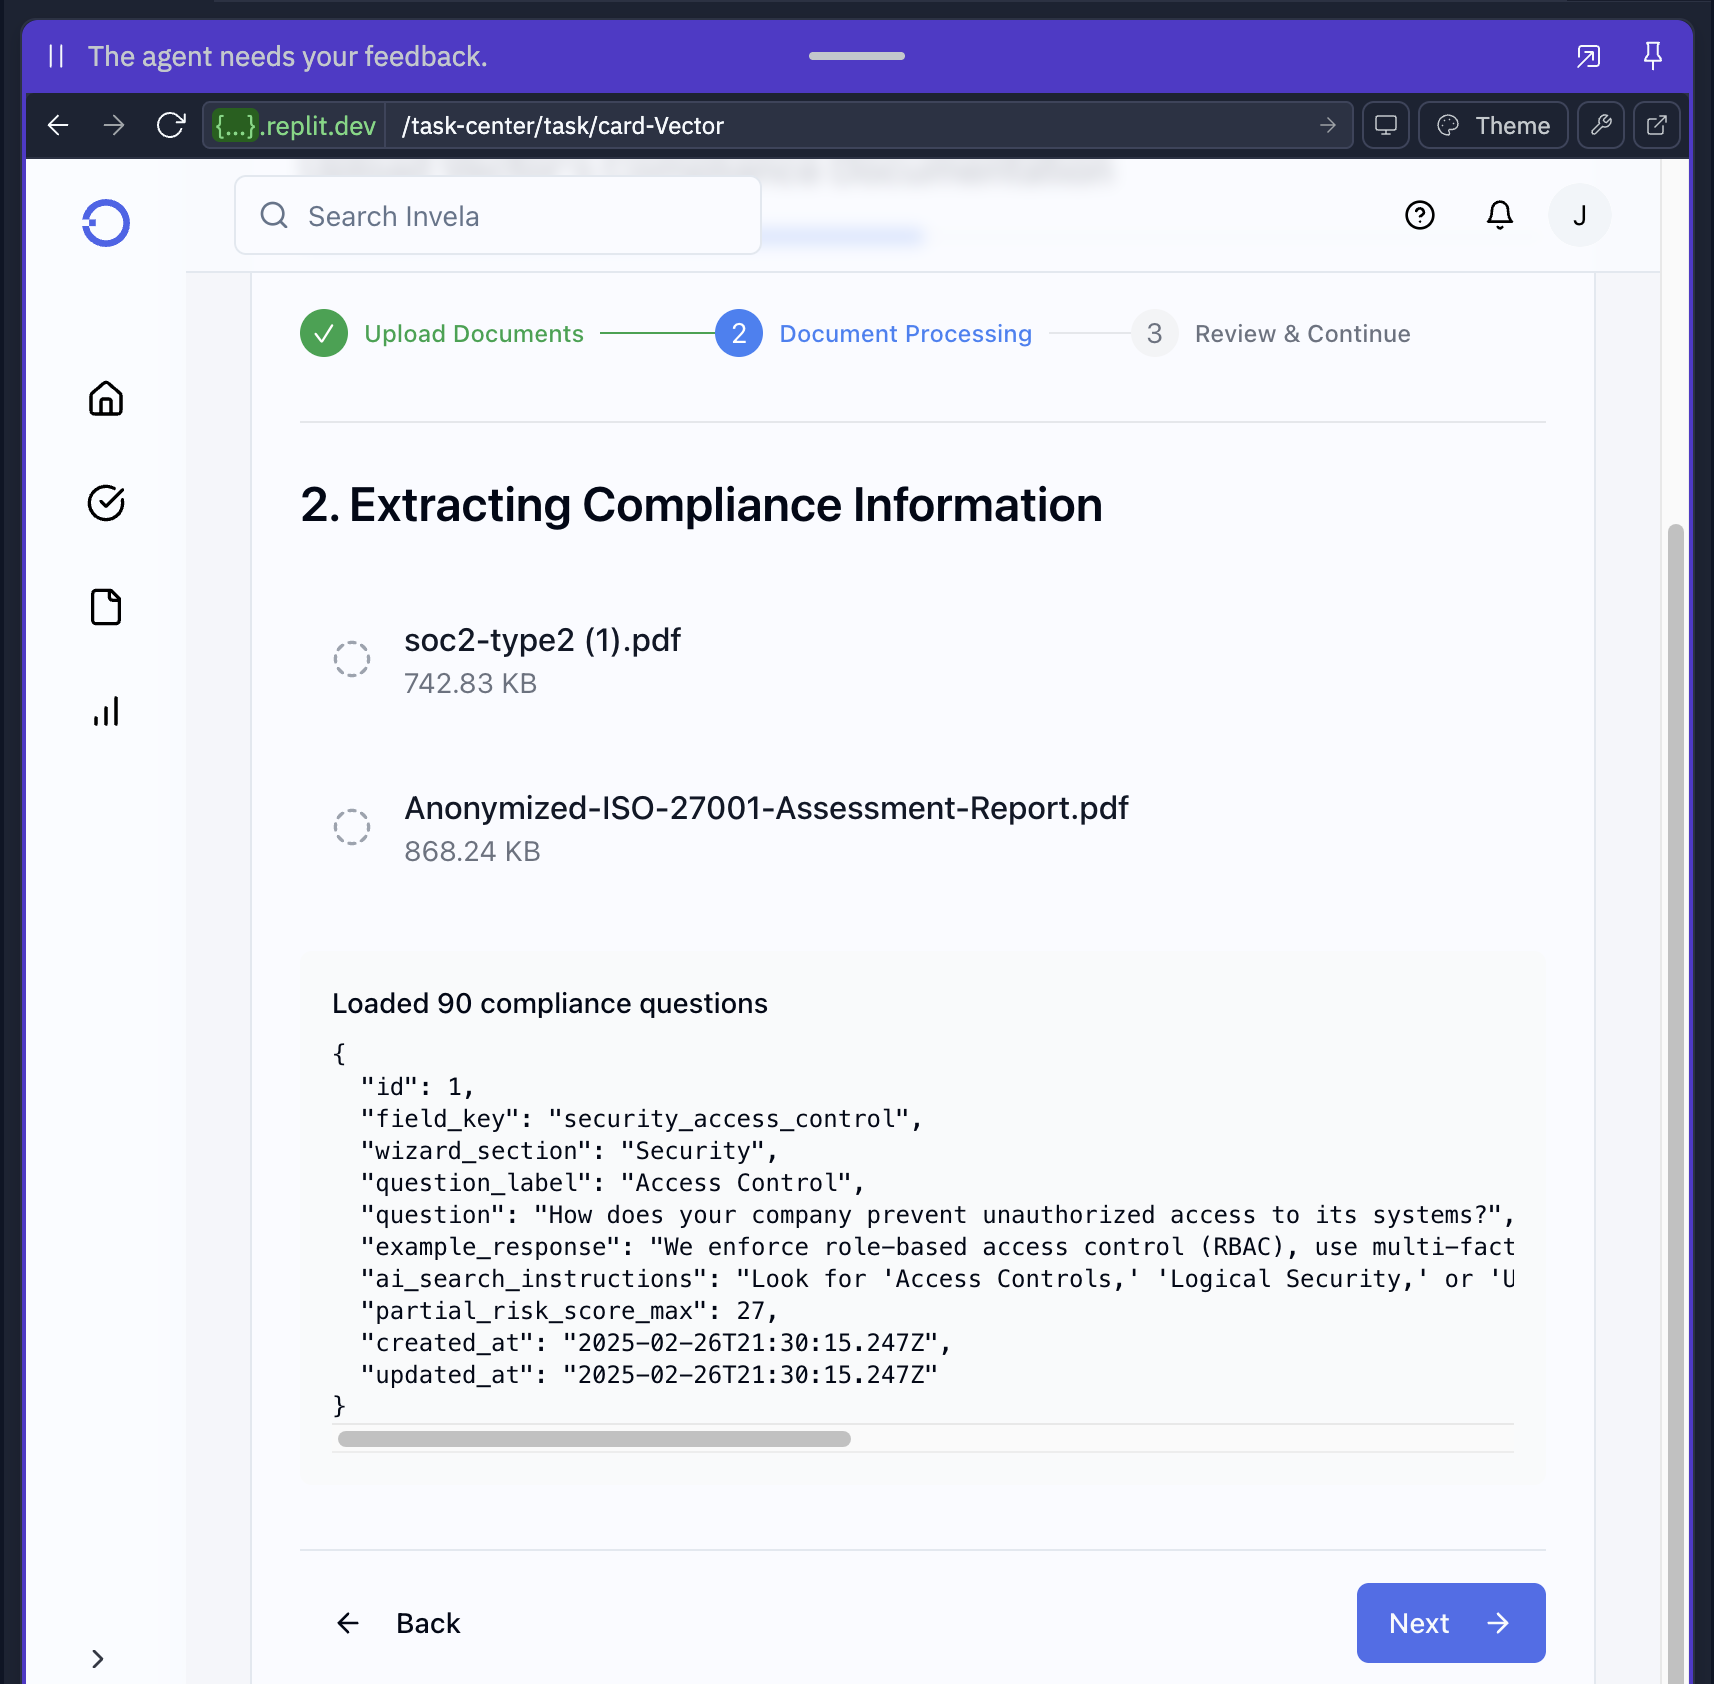 The agent needs your feedback.
{...}.replit.dev /task-center/task/card-Vector Theme
Search Invela
J
Upload Documents 2 Document Processing 3 Review & Continue
2. Extracting Compliance Information
soc2-type2 (1).pdf
742.83 KB
Anonymized-ISO-27001-Assessment-Report.pdf
868.24 KB
Loaded 90 compliance questions
{
"id": 1,
"field_key": "security_access_control",
"wizard_section": "Security",
"question_label": "Access Control",
"question": "How does your company prevent unauthorized access to its systems?",
"example_response": "We enforce role-based access control (RBAC), use multi-fact
"ai_search_instructions": "Look for 'Access Controls,' 'Logical Security,' or 'U
"partial_risk_score_max": 27,
"created_at": "2025-02-26T21:30:15.247Z",
"updated_at": "2025-02-26T21:30:15.247Z"
}
Back
Next